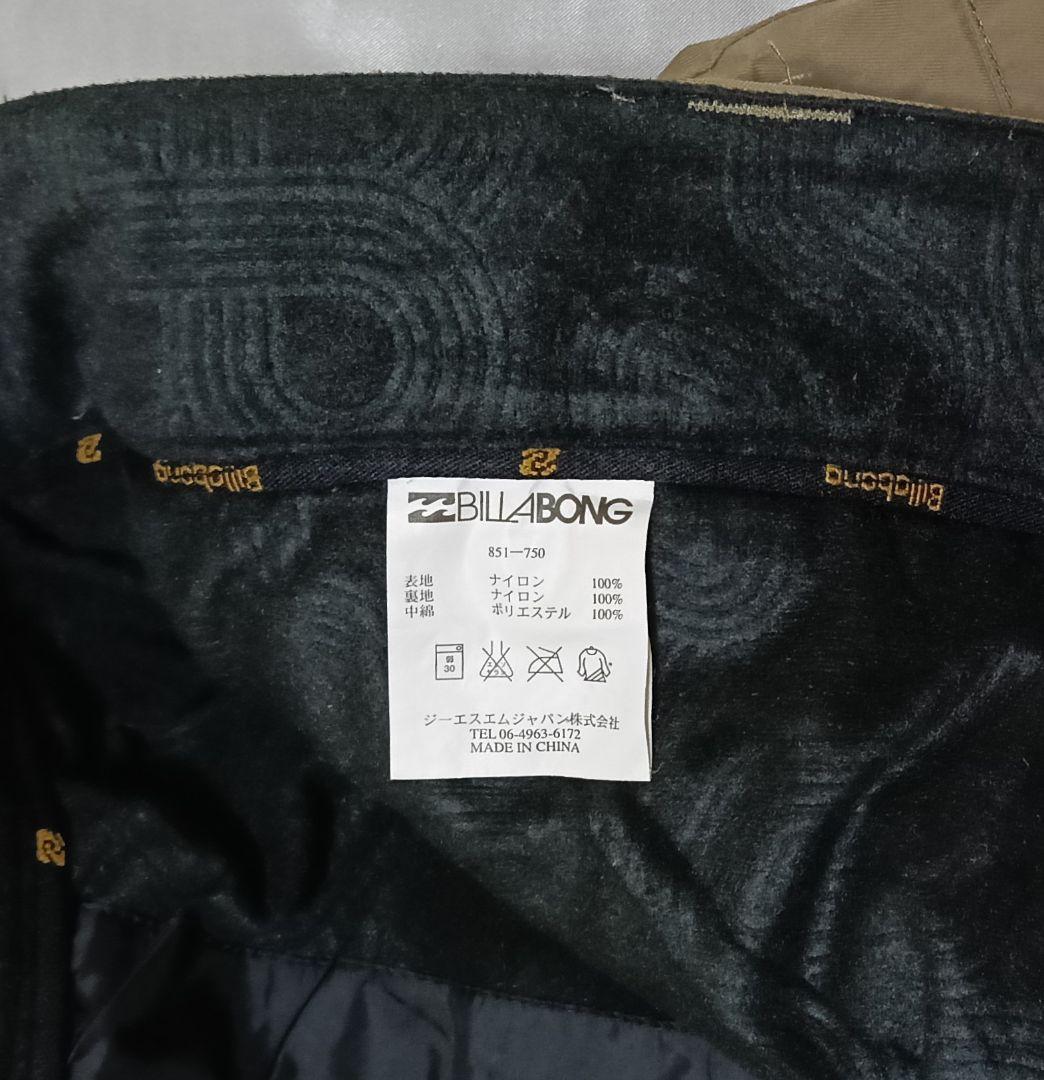 Billabong
Billabong
BILLABONG
851—750
表地 ナイロン 100%
裏地 ナイロン 100%
中綿 ポリエステル 100%
弱 30
ジーエスエムジャパン株式会社
TEL 06-4963-6172
MADE IN CHINA